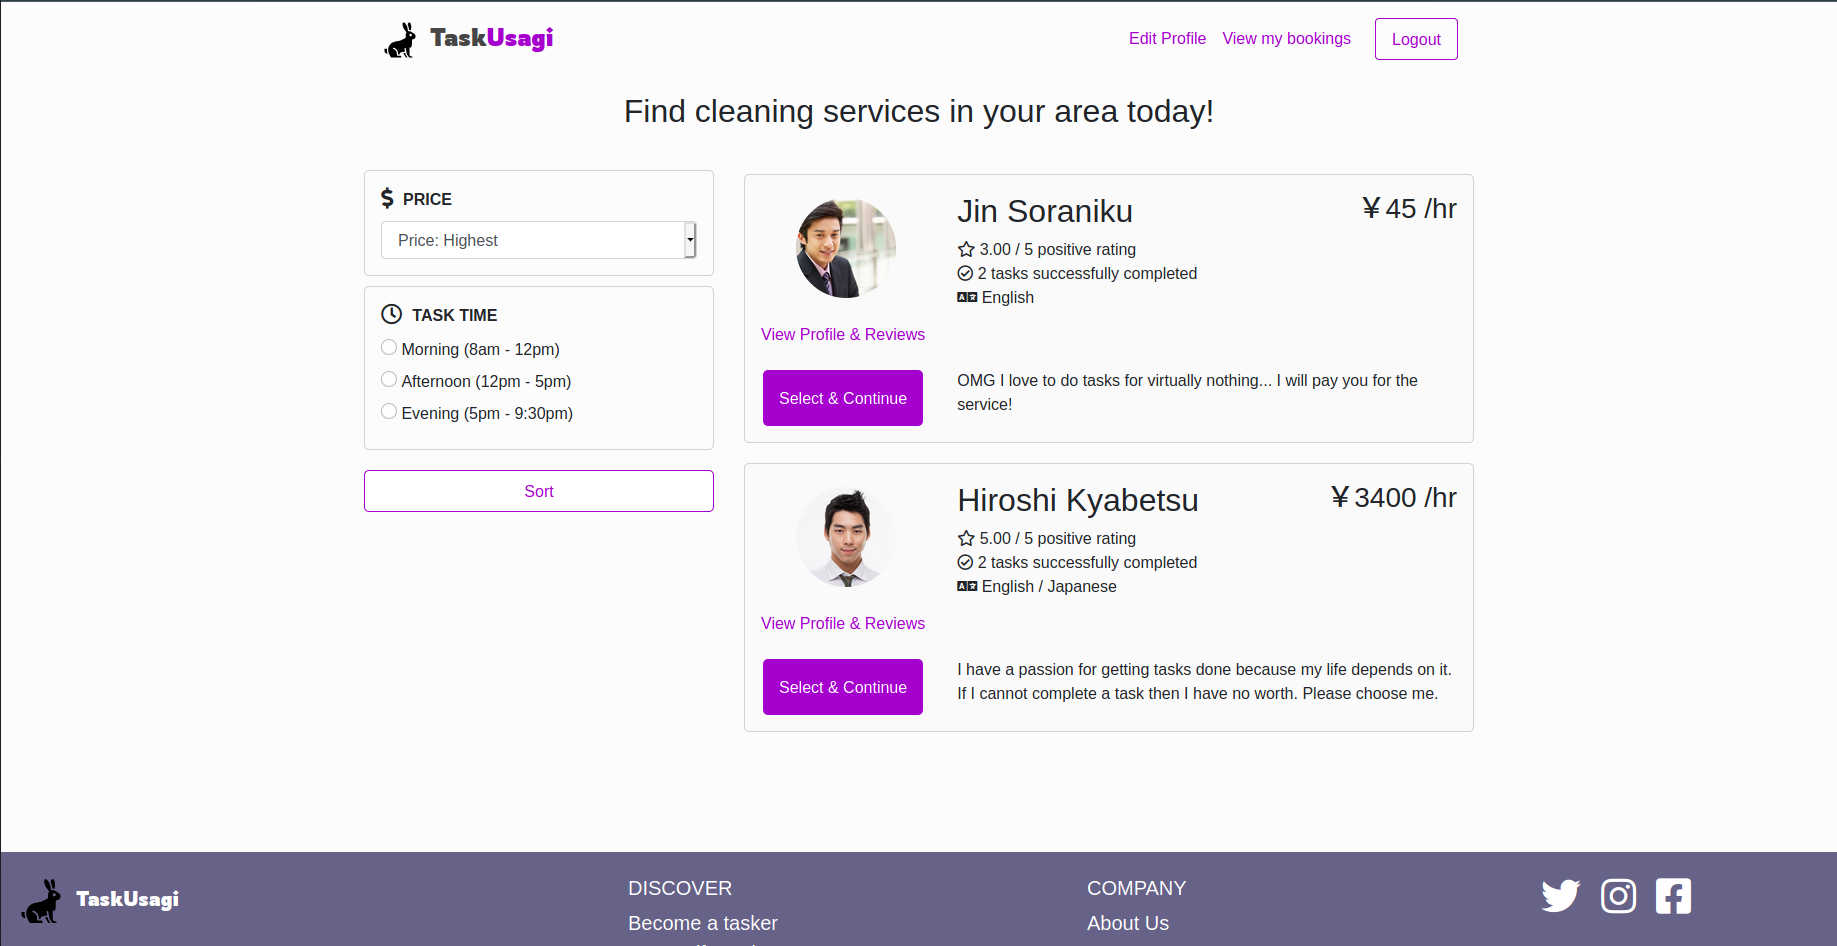 TaskUsagi
Edit Profile
View my bookings
Logout
Find cleaning services in your area today!
PRICE
Price: Highest
TASK TIME
Morning (8am - 12pm)
Afternoon (12pm - 5pm)
Evening (5pm - 9:30pm)
Sort
Jin Soraniku
¥ 45 /hr
3.00 / 5 positive rating
2 tasks successfully completed
English
View Profile & Reviews
Select & Continue
OMG I love to do tasks for virtually nothing... I will pay you for the
service!
Hiroshi Kyabetsu
¥ 3400 /hr
5.00 / 5 positive rating
2 tasks successfully completed
English / Japanese
View Profile & Reviews
Select & Continue
I have a passion for getting tasks done because my life depends on it.
If I cannot complete a task then I have no worth. Please choose me.
TaskUsagi
DISCOVER
Become a tasker
COMPANY
About Us